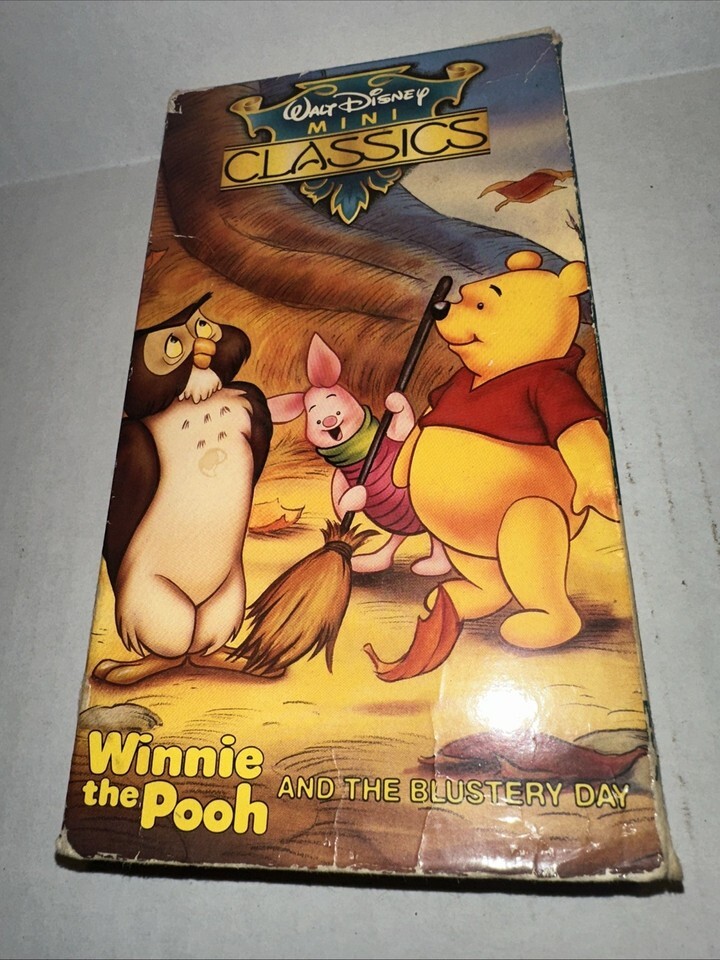 Walt Disney
MINI
CLASSICS
Winnie
the Pooh
AND THE BLUSTERY DAY